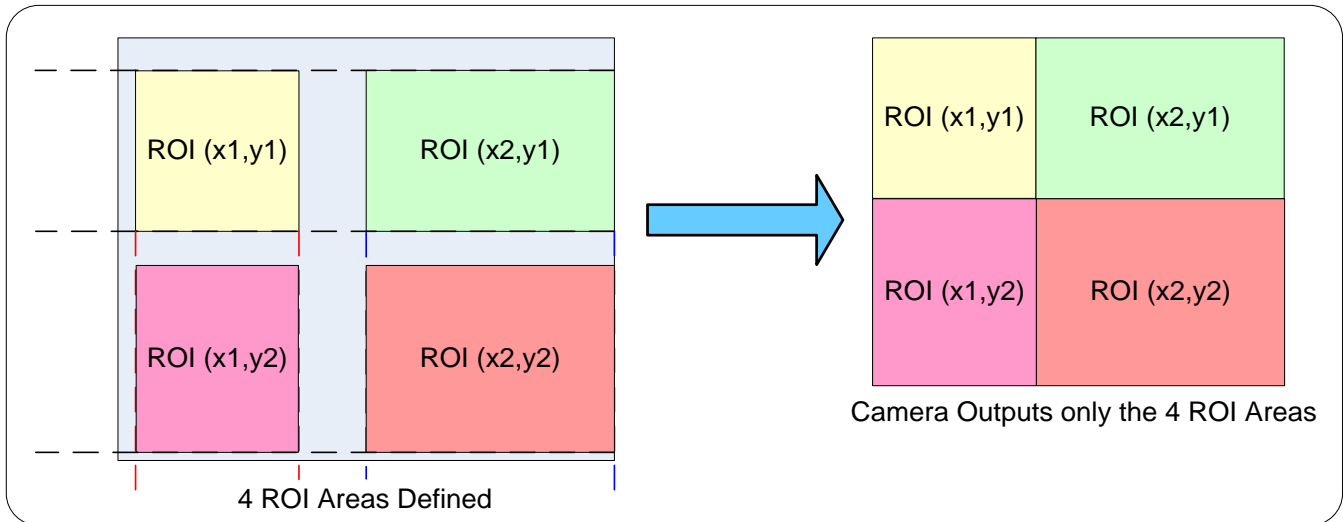 ROI (x1,y1)
ROI (x2,y1)
ROI (x1,y2)
ROI (x2,y2)
4 ROI Areas Defined
ROI (x1,y1)
ROI (x2,y1)
ROI (x1,y2)
ROI (x2,y2)
Camera Outputs only the 4 ROI Areas